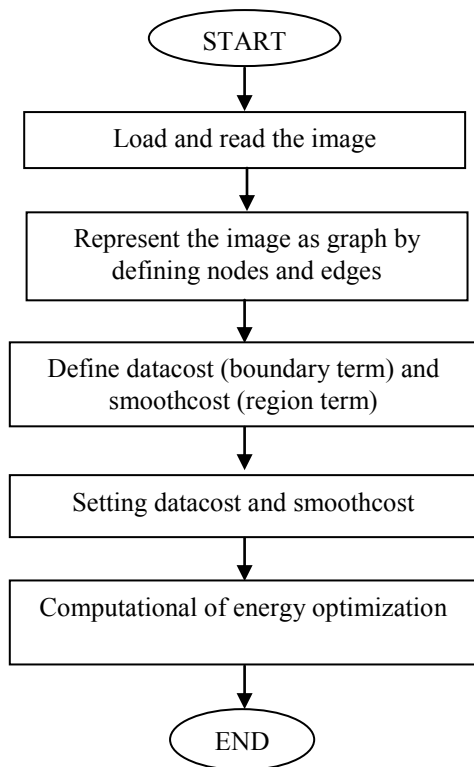 START
Load and read the image
Represent the image as graph by
defining nodes and edges
Define datacost (boundary term) and
smoothcost (region term)
Setting datacost and smoothcost
Computational of energy optimization
END